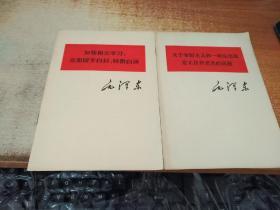 加强相互学习，
克服固步自封、骄傲自满
毛泽东
关于帝国主义和一切反动派
是不是真老虎的问题
毛泽东